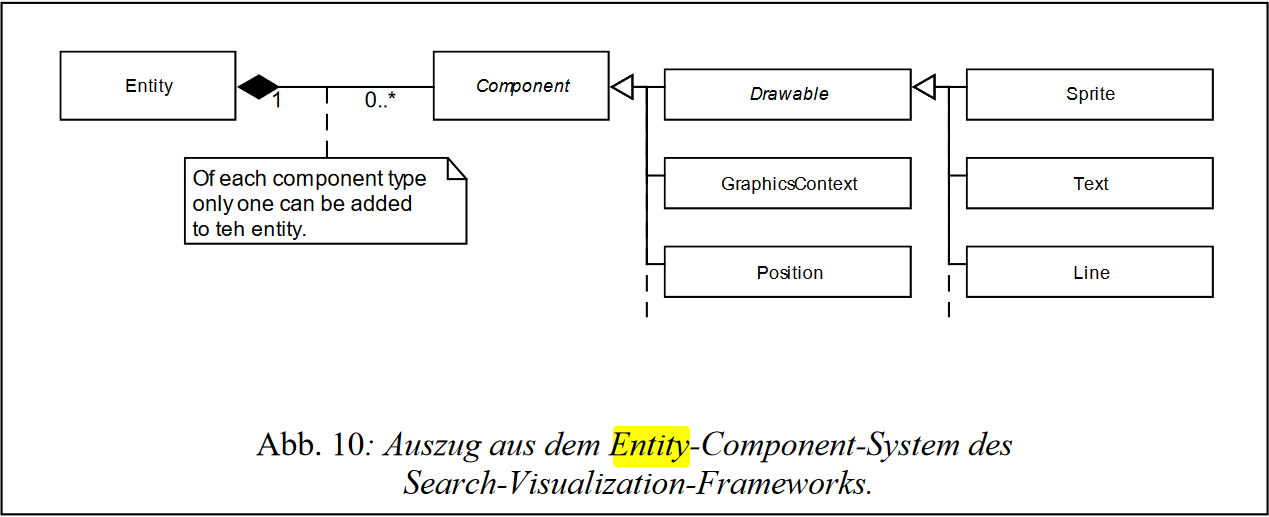 Entity
1
0..*
Component
Drawable
Sprite
Of each component type
only one can be added
to teh entity.
GraphicsContext
Text
Position
Line
Abb. 10: Auszug aus dem Entity-Component-System des
Search-Visualization-Frameworks.